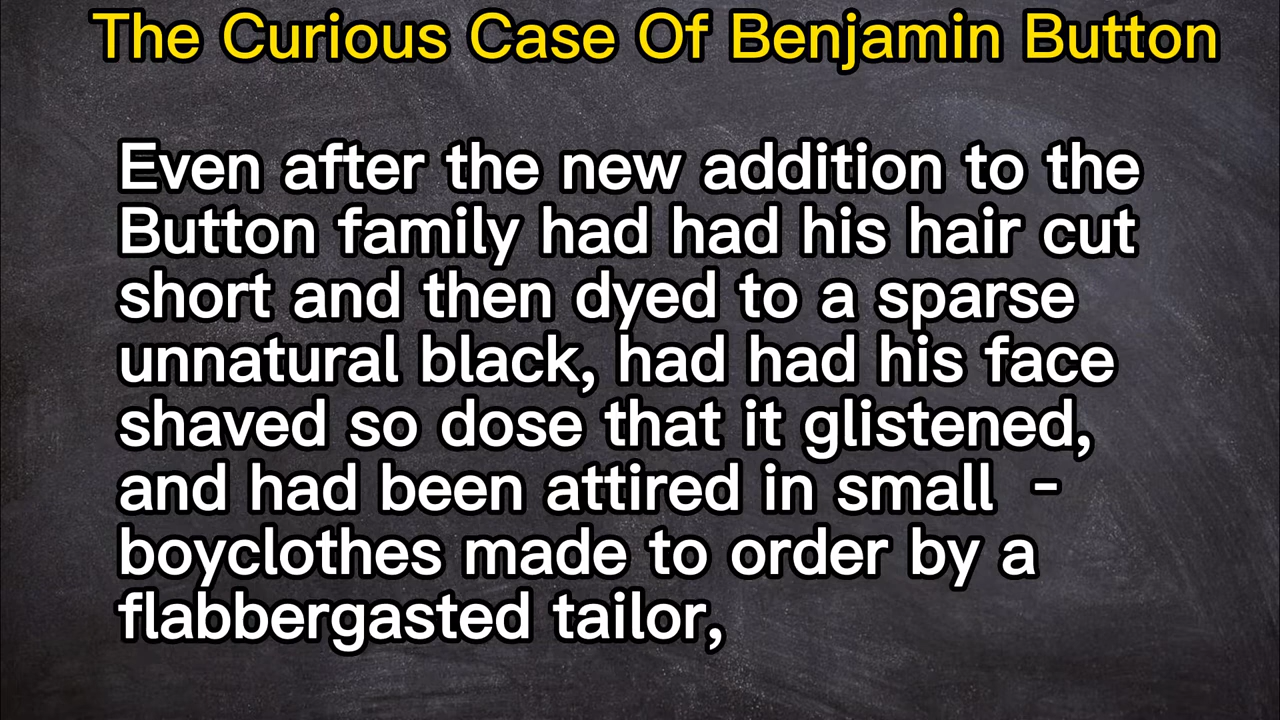 The Curious Case Of Benjamin Button
Even after the new addition to the
Button family had had his hair cut
short and then dyed to a sparse
unnatural black, had had his face
shaved so dose that it glistened,
and had been attired in small -
boyclothes made to order by a
flabbergasted tailor,